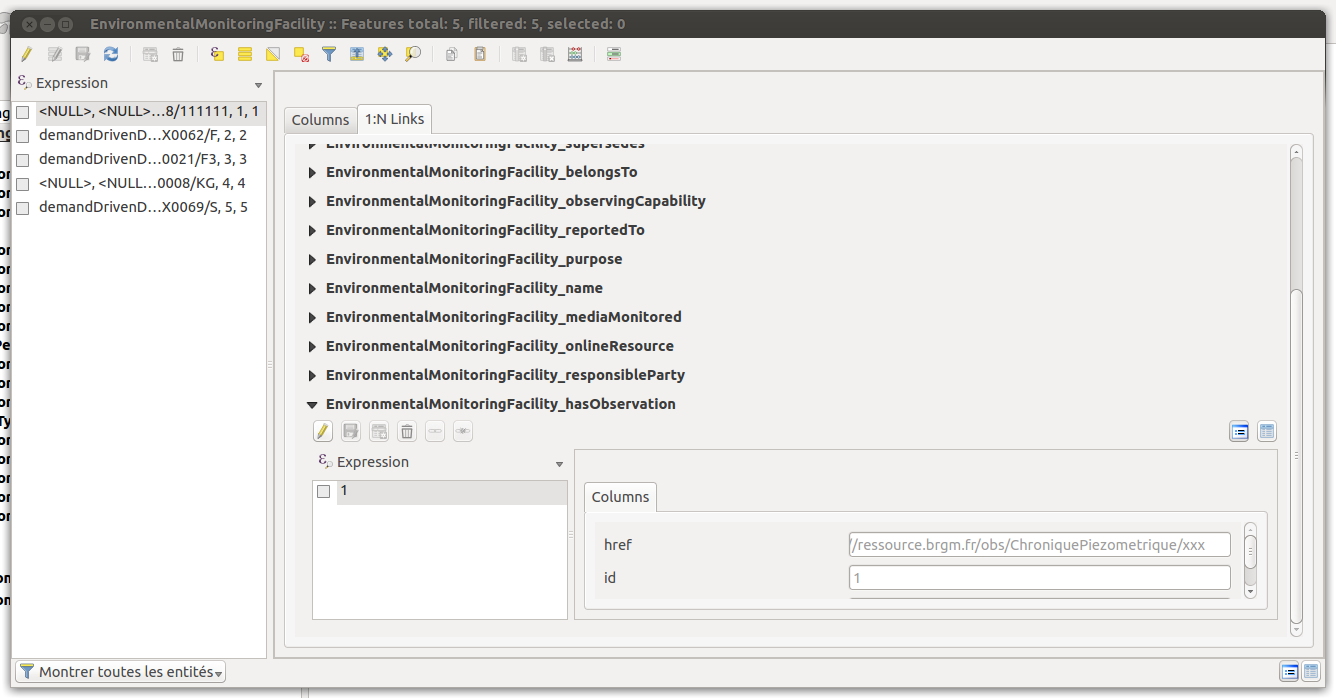 EnvironmentalMonitoringFacility :: Features total: 5, filtered: 5, selected: 0
Expression
<NULL>, <NULL>...8/111111, 1, 1
demandDrivenD...X0062/F, 2, 2
demandDrivenD...0021/F3, 3, 3
<NULL>, <NULL...0008/KG, 4, 4
demandDrivenD...X0069/S, 5, 5
Columns
1:N Links
EnvironmentalMonitoringFacility_supersedes
EnvironmentalMonitoringFacility_belongsTo
EnvironmentalMonitoringFacility_observingCapability
EnvironmentalMonitoringFacility_reportedTo
EnvironmentalMonitoringFacility_purpose
EnvironmentalMonitoringFacility_name
EnvironmentalMonitoringFacility_mediaMonitored
EnvironmentalMonitoringFacility_onlineResource
EnvironmentalMonitoringFacility_responsibleParty
EnvironmentalMonitoringFacility_hasObservation
Expression
1
Columns
href
//ressource.brgm.fr/obs/ChroniquePiezometrique/xxx
id
1
Montrer toutes les entités